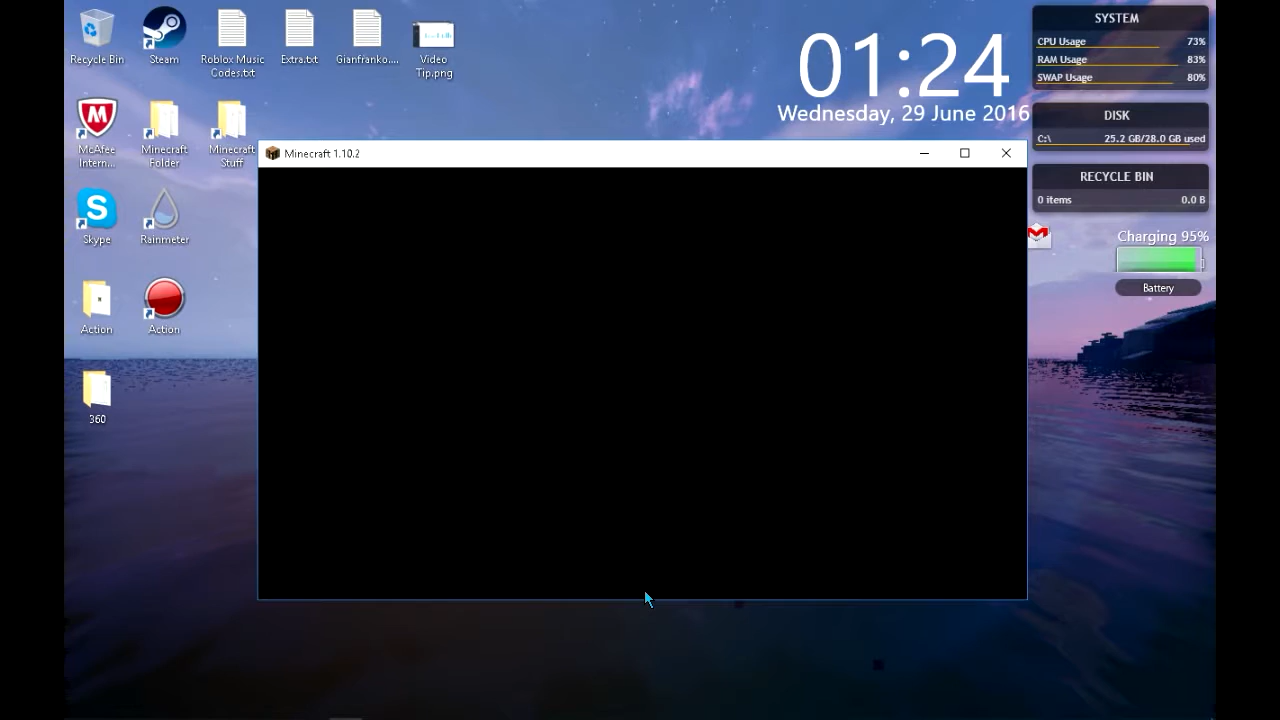 Recycle Bin
Steam
Roblox Music
Codes.txt
Extra.txt
Gianfranko....
Video
Tip.png
McAfee
Intern...
Minecraft
Folder
Minecraft
Stuff
Skype
Rainmeter
Action
Action
360
Minecraft 1.10.2
01:24
Wednesday, 29 June 2016
SYSTEM
CPU Usage 73%
RAM Usage 83%
SWAP Usage 80%
DISK
C:\ 25.2 GB/28.0 GB used
RECYCLE BIN
0 items 0.0 B
Charging 95%
Battery